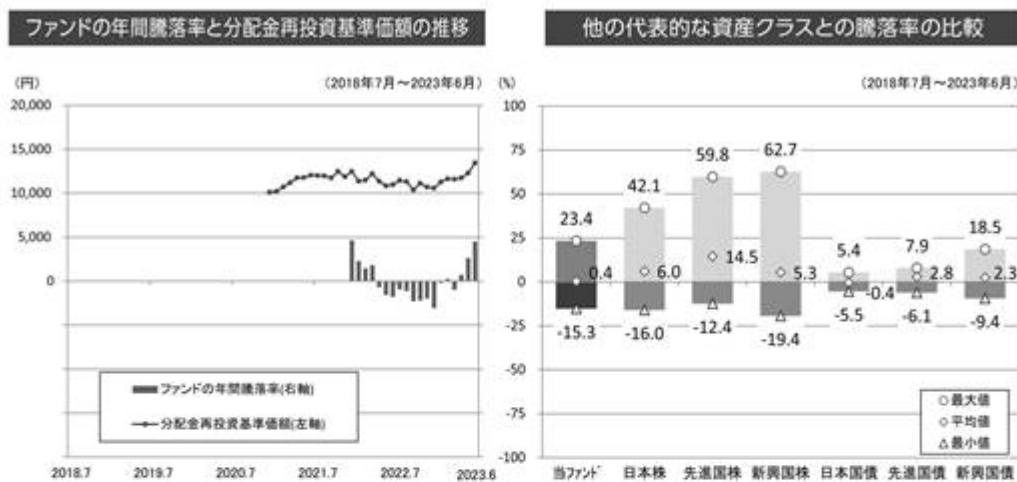 ファンドの年間騰落率と分配金再投資基準価額の推移
(円)
(2018年7月~2023年6月)
20,000
15,000
10,000
5,000
0
ファンドの年間騰落率(右軸)
分配金再投資基準価額(左軸)
2018.7 2019.7 2020.7 2021.7 2022.7 2023.6
他の代表的な資産クラスとの騰落率の比較
(%)
(2018年7月~2023年6月)
100
75
50
25
0
-25
-50
-75
-100
23.4 42.1 59.8 62.7 5.4 7.9 18.5
0.4 6.0 14.5 5.3 -0.4 2.8 2.3
-15.3 -16.0 -12.4 -19.4 -5.5 -6.1 -9.4
最大値
平均値
最小値
当ファンド 日本株 先進国株 新興国株 日本国債 先進国債 新興国債